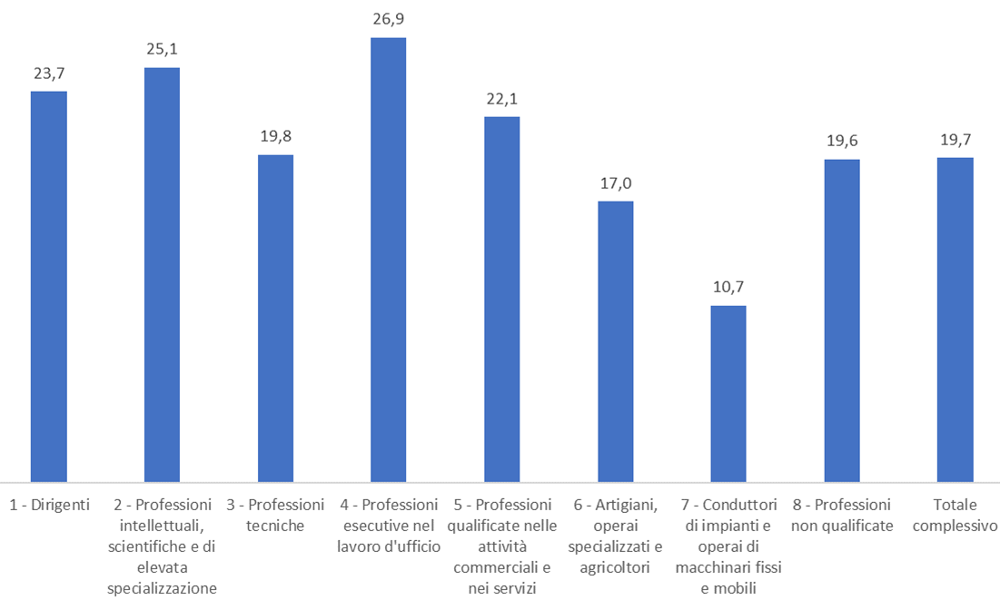 23,7
25,1
19,8
26,9
22,1
17,0
10,7
19,6
19,7
1 - Dirigenti
2 - Professioni
intellettuali,
scientifiche e di
elevata
specializzazione
3 - Professioni
tecniche
4 - Professioni
esecutive nel
lavoro d'ufficio
5 - Professioni
qualificate nelle
attività
commerciali e
nei servizi
6 - Artigiani,
operai
specializzati e
agricoltori
7 - Conduttori
di impianti e
operai di
macchinari fissi
e mobili
8 - Professioni
non qualificate
Totale
complessivo